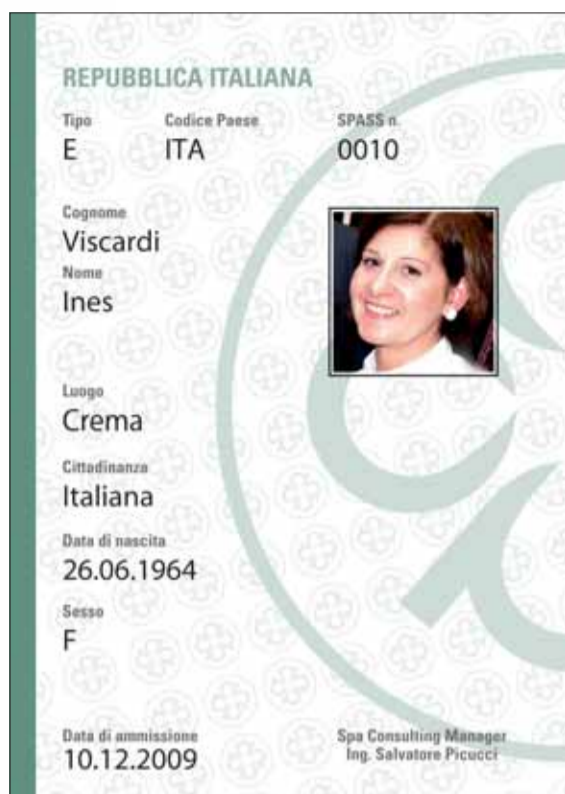 REPUBBLICA ITALIANA
Tipo Codice Paese SPASS n.
E ITA 0010
Cognome
Viscardi
Nome
Ines
Luogo
Crema
Cittadinanza
Italiana
Data di nascita
26.06.1964
Sesso
F
Data di ammissione
10.12.2009
Spa Consulting Manager
Ing. Salvatore Picucci